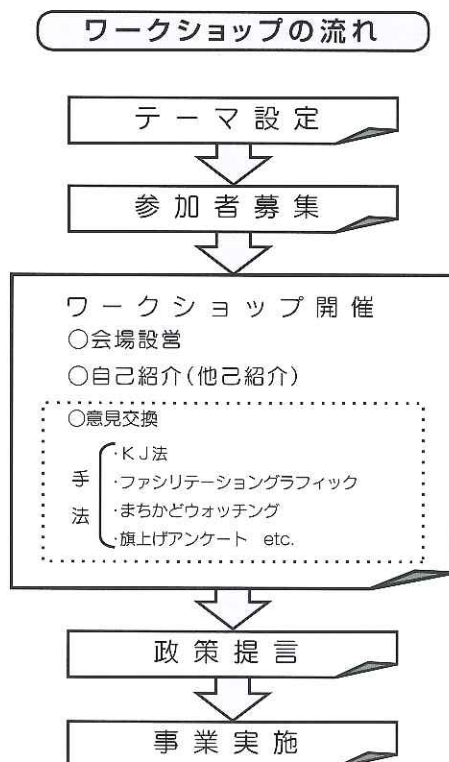 ワークショップの流れ
テーマ設定
参加者募集
ワークショップ開催
○会場設営
○自己紹介(他己紹介)
○意見交換
手法
・KJ法
・ファシリテーショングラフィック
・まちかどウォッチング
・旗上げアンケート etc.
政策提言
事業実施